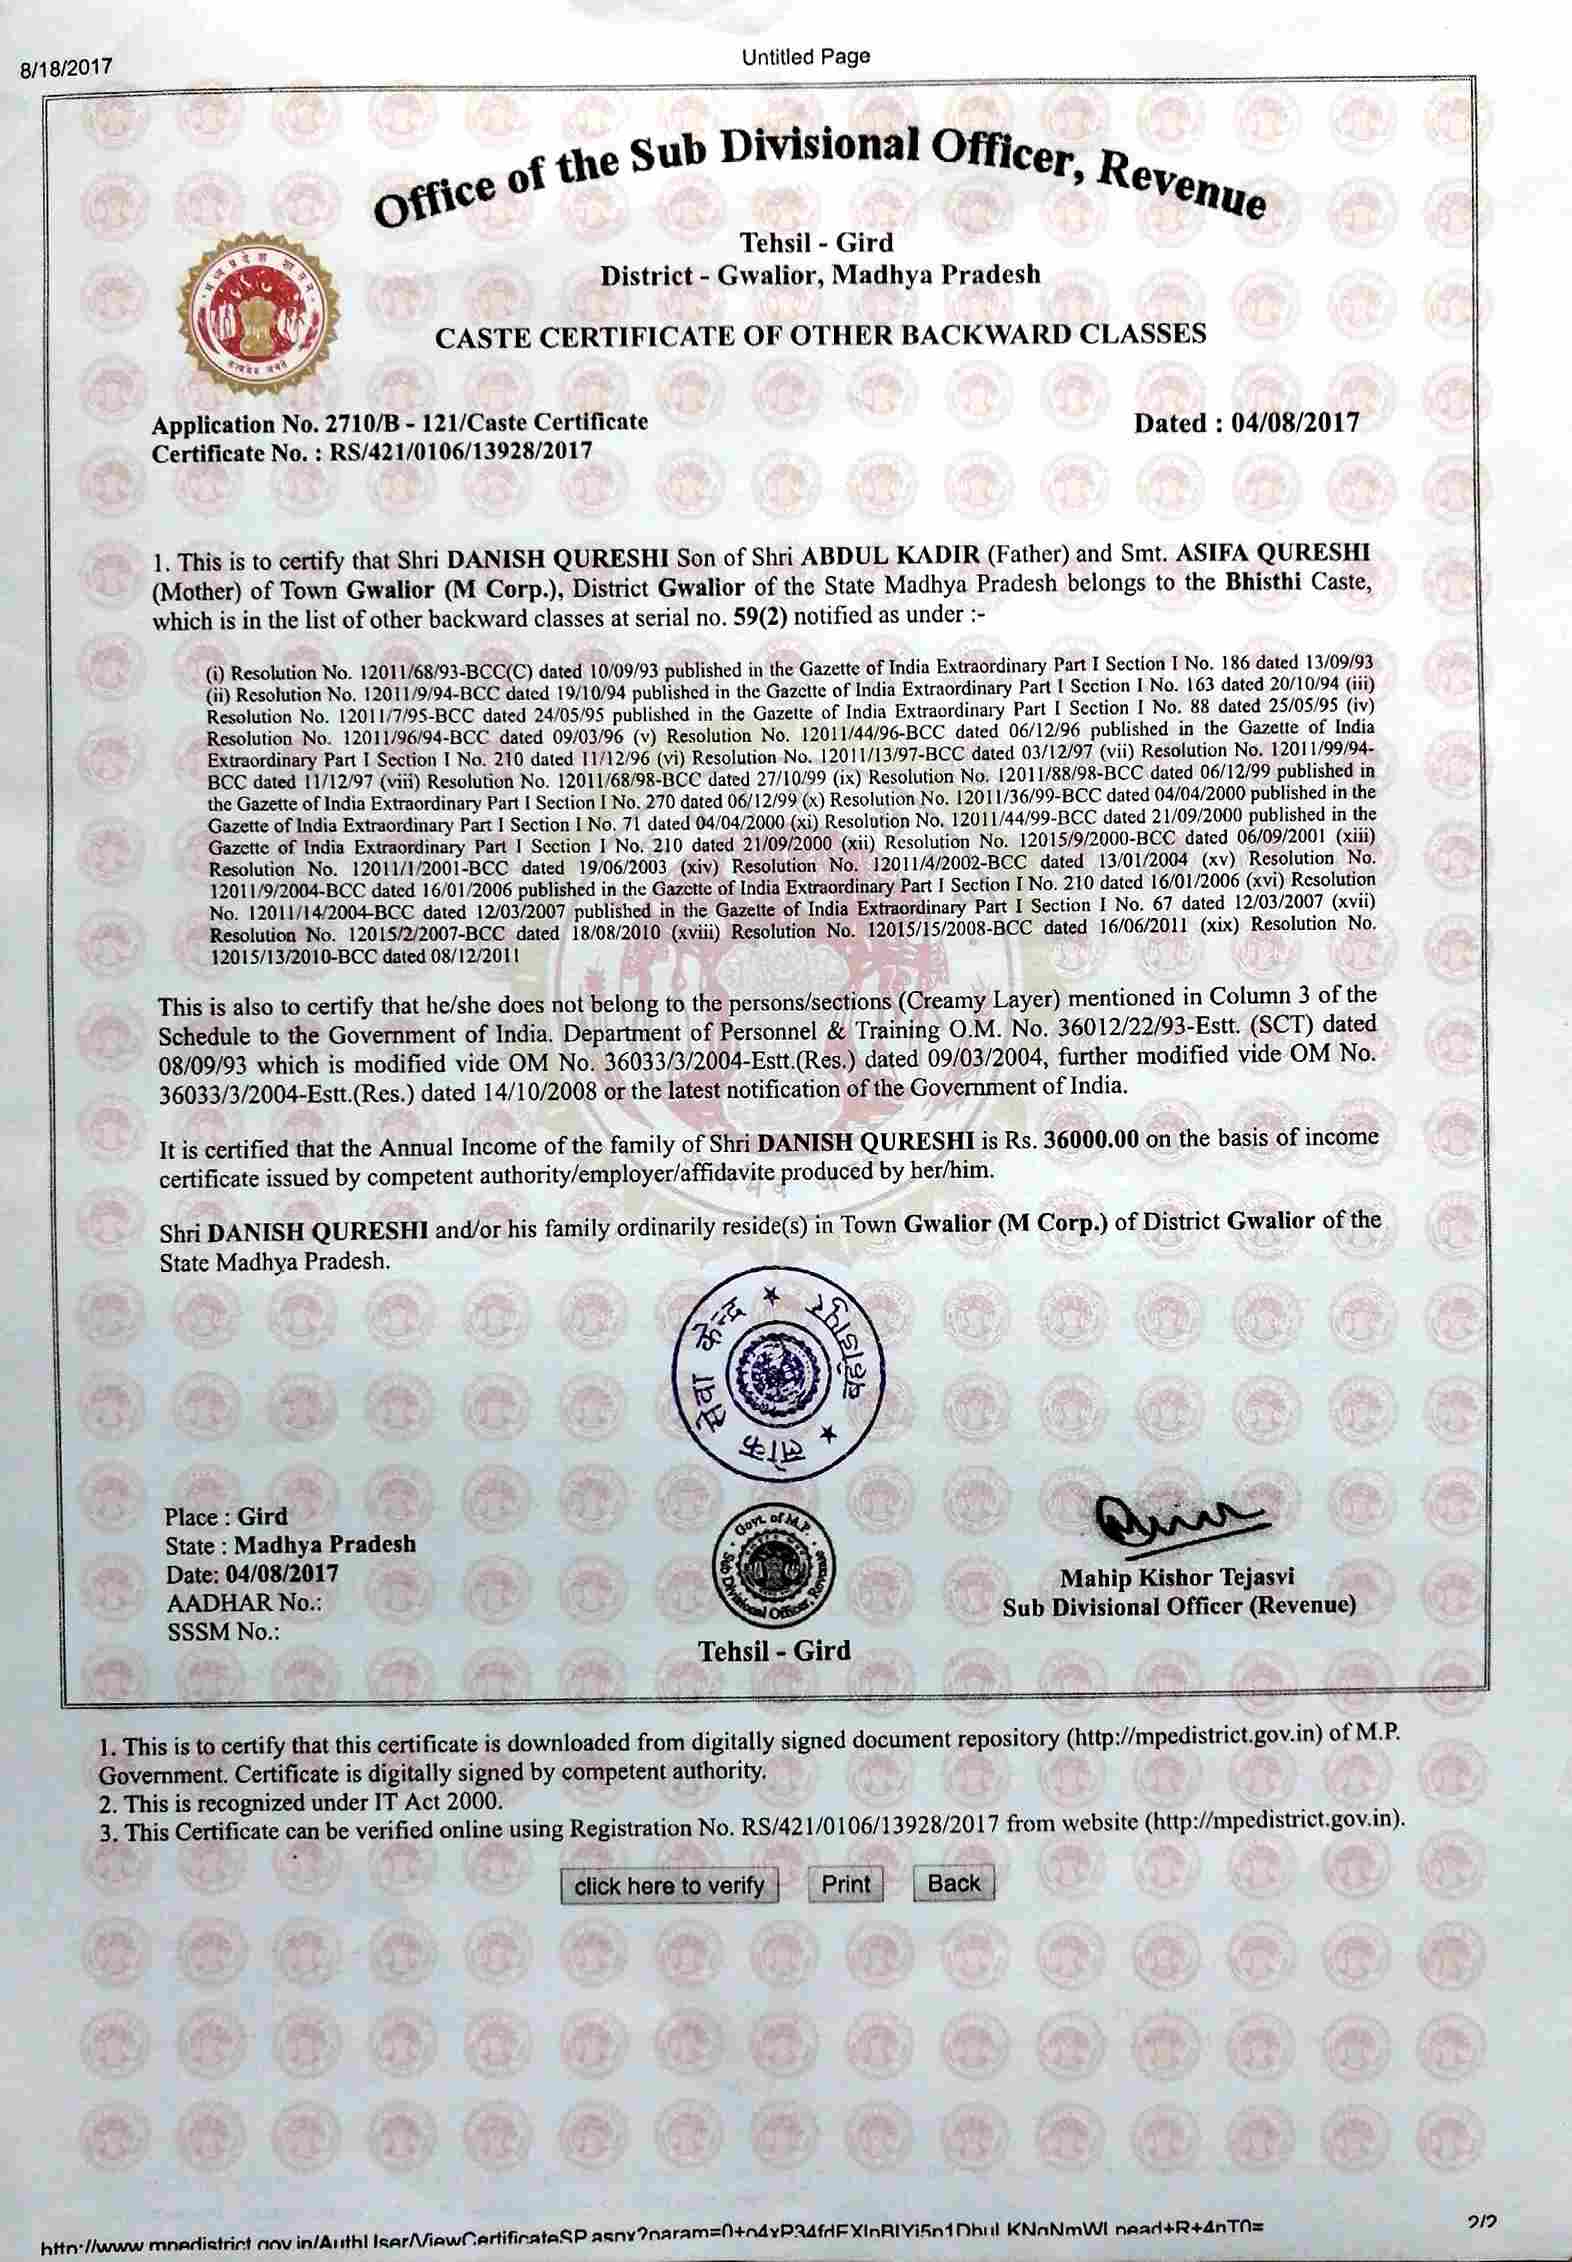 8/18/2017
Untitled Page
Office of the Sub Divisional Officer, Revenue
Tehsil - Gird
District - Gwalior, Madhya Pradesh
मध्यप्रदेश शासन
सत्यमेव जयते
CASTE CERTIFICATE OF OTHER BACKWARD CLASSES
Application No. 2710/B - 121/Caste Certificate
Dated : 04/08/2017
Certificate No. : RS/421/0106/13928/2017
1. This is to certify that Shri DANISH QURESHI Son of Shri ABDUL KADIR (Father) and Smt. ASIFA QURESHI
(Mother) of Town Gwalior (M Corp.), District Gwalior of the State Madhya Pradesh belongs to the Bhisthi Caste,
which is in the list of other backward classes at serial no. 59(2) notified as under :-
(i) Resolution No. 12011/68/93-BCC(C) dated 10/09/93 published in the Gazette of India Extraordinary Part I Section I No. 186 dated 13/09/93
(ii) Resolution No. 12011/9/94-BCC dated 19/10/94 published in the Gazette of India Extraordinary Part I Section I No. 163 dated 20/10/94 (iii)
Resolution No. 12011/7/95-BCC dated 24/05/95 published in the Gazette of India Extraordinary Part I Section I No. 88 dated 25/05/95 (iv)
Resolution No. 12011/96/94-BCC dated 09/03/96 (v) Resolution No. 12011/44/96-BCC dated 06/12/96 published in the Gazette of India
Extraordinary Part I Section I No. 210 dated 11/12/96 (vi) Resolution No. 12011/13/97-BCC dated 03/12/97 (vii) Resolution No. 12011/99/94-
BCC dated 11/12/97 (viii) Resolution No. 12011/68/98-BCC dated 27/10/99 (ix) Resolution No. 12011/88/98-BCC dated 06/12/99 published in
the Gazette of India Extraordinary Part I Section I No. 270 dated 06/12/99 (x) Resolution No. 12011/36/99-BCC dated 04/04/2000 published in the
Gazette of India Extraordinary Part I Section I No. 71 dated 04/04/2000 (xi) Resolution No. 12011/44/99-BCC dated 21/09/2000 published in the
Gazette of India Extraordinary Part I Section I No. 210 dated 21/09/2000 (xii) Resolution No. 12015/9/2000-BCC dated 06/09/2001 (xiii)
Resolution No. 12011/1/2001-BCC dated 19/06/2003 (xiv) Resolution No. 12011/4/2002-BCC dated 13/01/2004 (xv) Resolution No.
12011/9/2004-BCC dated 16/01/2006 published in the Gazette of India Extraordinary Part I Section I No. 210 dated 16/01/2006 (xvi) Resolution
No. 12011/14/2004-BCC dated 12/03/2007 published in the Gazette of India Extraordinary Part I Section I No. 67 dated 12/03/2007 (xvii)
Resolution No. 12015/2/2007-BCC dated 18/08/2010 (xviii) Resolution No. 12015/15/2008-BCC dated 16/06/2011 (xix) Resolution No.
12015/13/2010-BCC dated 08/12/2011
This is also to certify that he/she does not belong to the persons/sections (Creamy Layer) mentioned in Column 3 of the
Schedule to the Government of India. Department of Personnel & Training O.M. No. 36012/22/93-Estt. (SCT) dated
08/09/93 which is modified vide OM No. 36033/3/2004-Estt.(Res.) dated 09/03/2004, further modified vide OM No.
36033/3/2004-Estt.(Res.) dated 14/10/2008 or the latest notification of the Government of India.
It is certified that the Annual Income of the family of Shri DANISH QURESHI is Rs. 36000.00 on the basis of income
certificate issued by competent authority/employer/affidavite produced by her/him.
Shri DANISH QURESHI and/or his family ordinarily reside(s) in Town Gwalior (M Corp.) of District Gwalior of the
State Madhya Pradesh.
लोक सेवा केन्द्र
Place : Gird
State : Madhya Pradesh
Date: 04/08/2017
AADHAR No.:
SSSM No.:
Govt. of M.P.
Sub Divisional Officer, Revenue
Tehsil - Gird
Mahip Kishor Tejasvi
Sub Divisional Officer (Revenue)
1. This is to certify that this certificate is downloaded from digitally signed document repository (http://mpedistrict.gov.in) of M.P.
Government. Certificate is digitally signed by competent authority.
2. This is recognized under IT Act 2000.
3. This Certificate can be verified online using Registration No. RS/421/0106/13928/2017 from website (http://mpedistrict.gov.in).
click here to verify
Print
Back
2/2